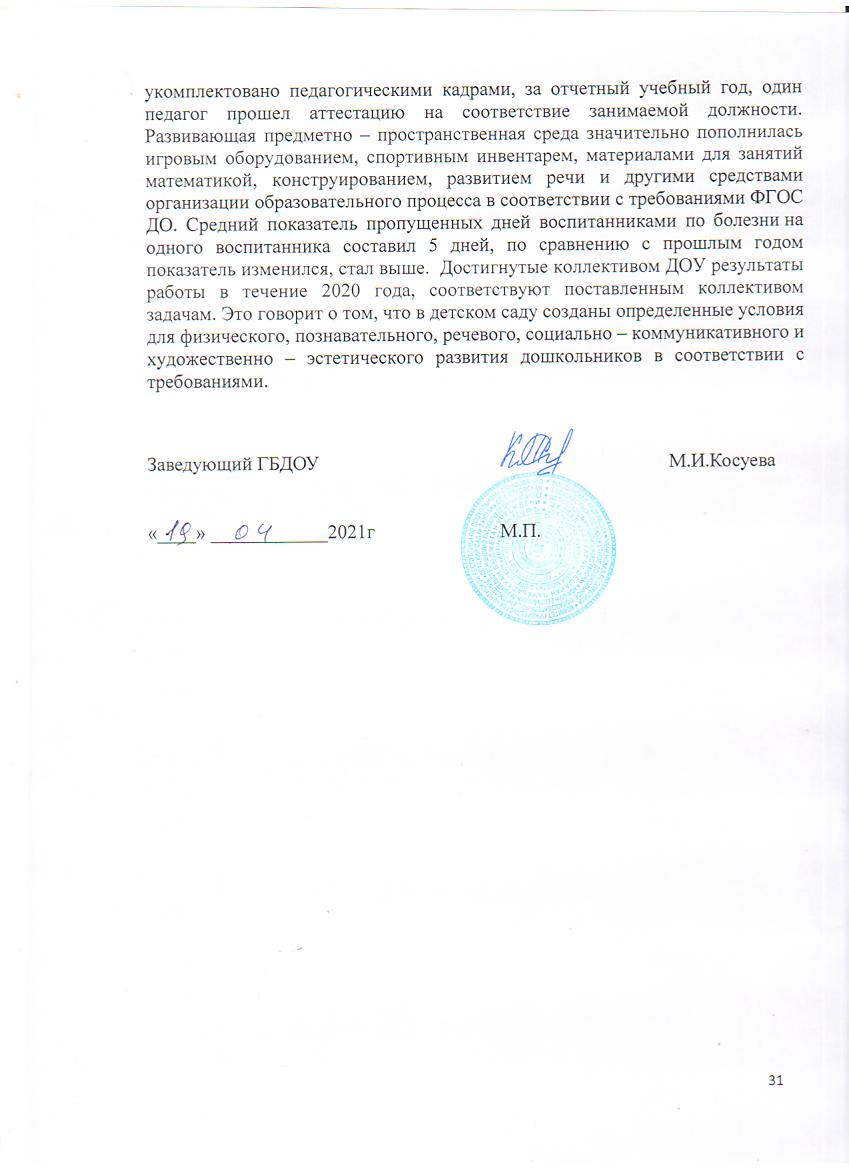 укомплектовано педагогическими кадрами, за отчетный учебный год, один
педагог прошел аттестацию на соответствие занимаемой должности.
Развивающая предметно – пространственная среда значительно пополнилась
игровым оборудованием, спортивным инвентарем, материалами для занятий
математикой, конструированием, развитием речи и другими средствами
организации образовательного процесса в соответствии с требованиями ФГОС
ДО. Средний показатель пропущенных дней воспитанниками по болезни на
одного воспитанника составил 5 дней, по сравнению с прошлым годом
показатель изменился, стал выше. Достигнутые коллективом ДОУ результаты
работы в течение 2020 года, соответствуют поставленным коллективом
задачам. Это говорит о том, что в детском саду созданы определенные условия
для физического, познавательного, речевого, социально – коммуникативного и
художественно – эстетического развития дошкольников в соответствии с
требованиями.
Заведующий ГБДОУ М.И.Косуева
«19» 04 2021г М.П.
31